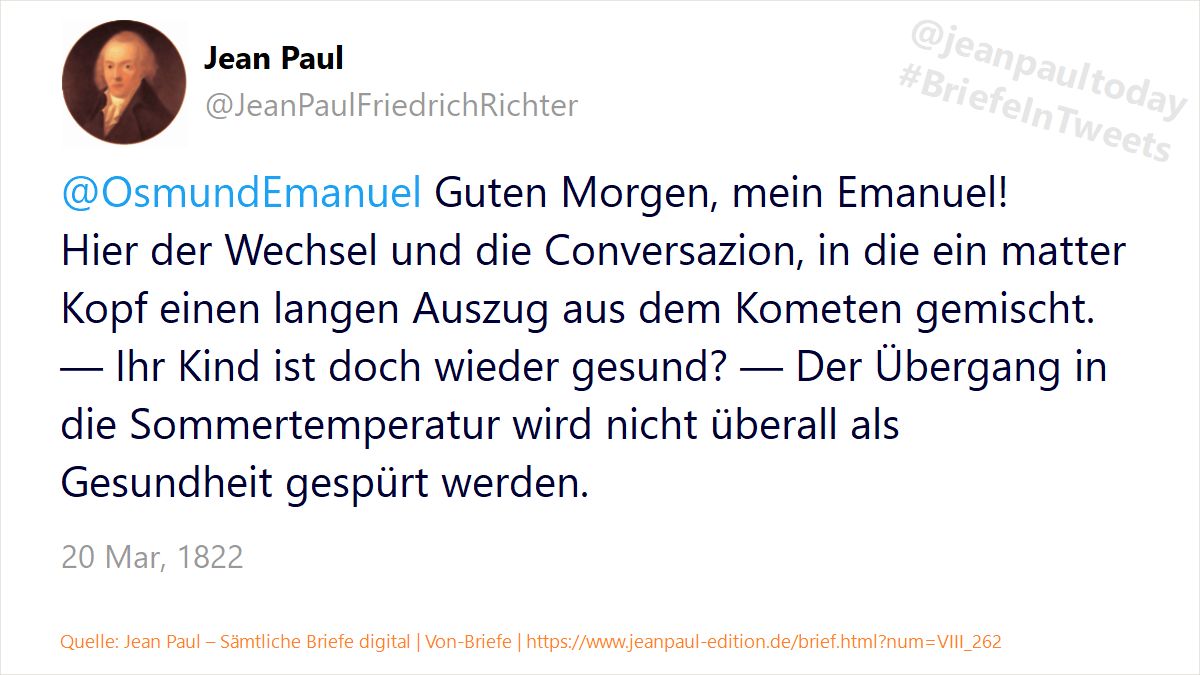 Jean Paul
@JeanPaulFriedrichRichter
@jeanpaultoday
#BriefeInTweets
@OsmundEmanuel Guten Morgen, mein Emanuel!
Hier der Wechsel und die Conversazion, in die ein matter
Kopf einen langen Auszug aus dem Kometen gemischt.
— Ihr Kind ist doch wieder gesund? — Der Übergang in
die Sommertemperatur wird nicht überall als
Gesundheit gespürt werden.
20 Mar, 1822
Quelle: Jean Paul – Sämtliche Briefe digital | Von-Briefe | https://www.jeanpaul-edition.de/brief.html?num=VIII_262